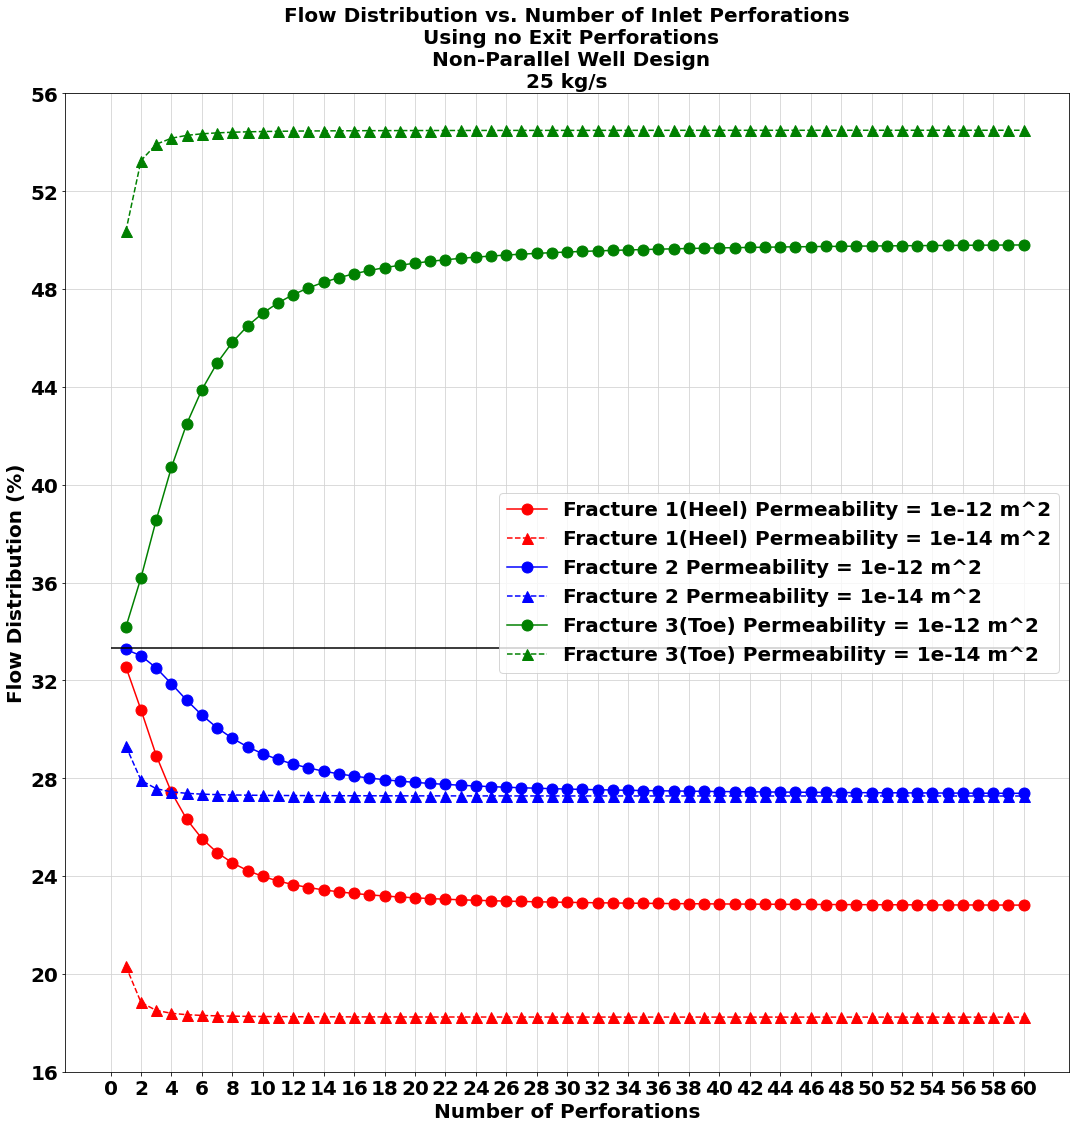 Flow Distribution vs. Number of Inlet Perforations
Using no Exit Perforations
Non-Parallel Well Design
25 kg/s
56
52
48
44
40
36
32
28
24
20
16
Flow Distribution (%)
Fracture 1(Heel) Permeability = 1e-12 m^2
Fracture 1(Heel) Permeability = 1e-14 m^2
Fracture 2 Permeability = 1e-12 m^2
Fracture 2 Permeability = 1e-14 m^2
Fracture 3(Toe) Permeability = 1e-12 m^2
Fracture 3(Toe) Permeability = 1e-14 m^2
0 2 4 6 8 10 12 14 16 18 20 22 24 26 28 30 32 34 36 38 40 42 44 46 48 50 52 54 56 58 60
Number of Perforations